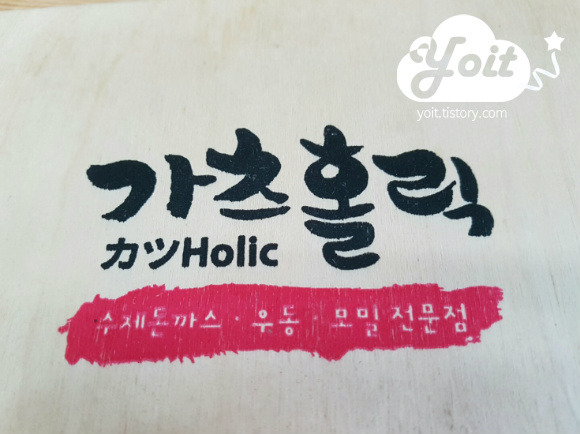 Yoit
yoit.tistory.com
가츠홀릭
カツHolic
수제돈까스 · 우동 · 모밀 전문점